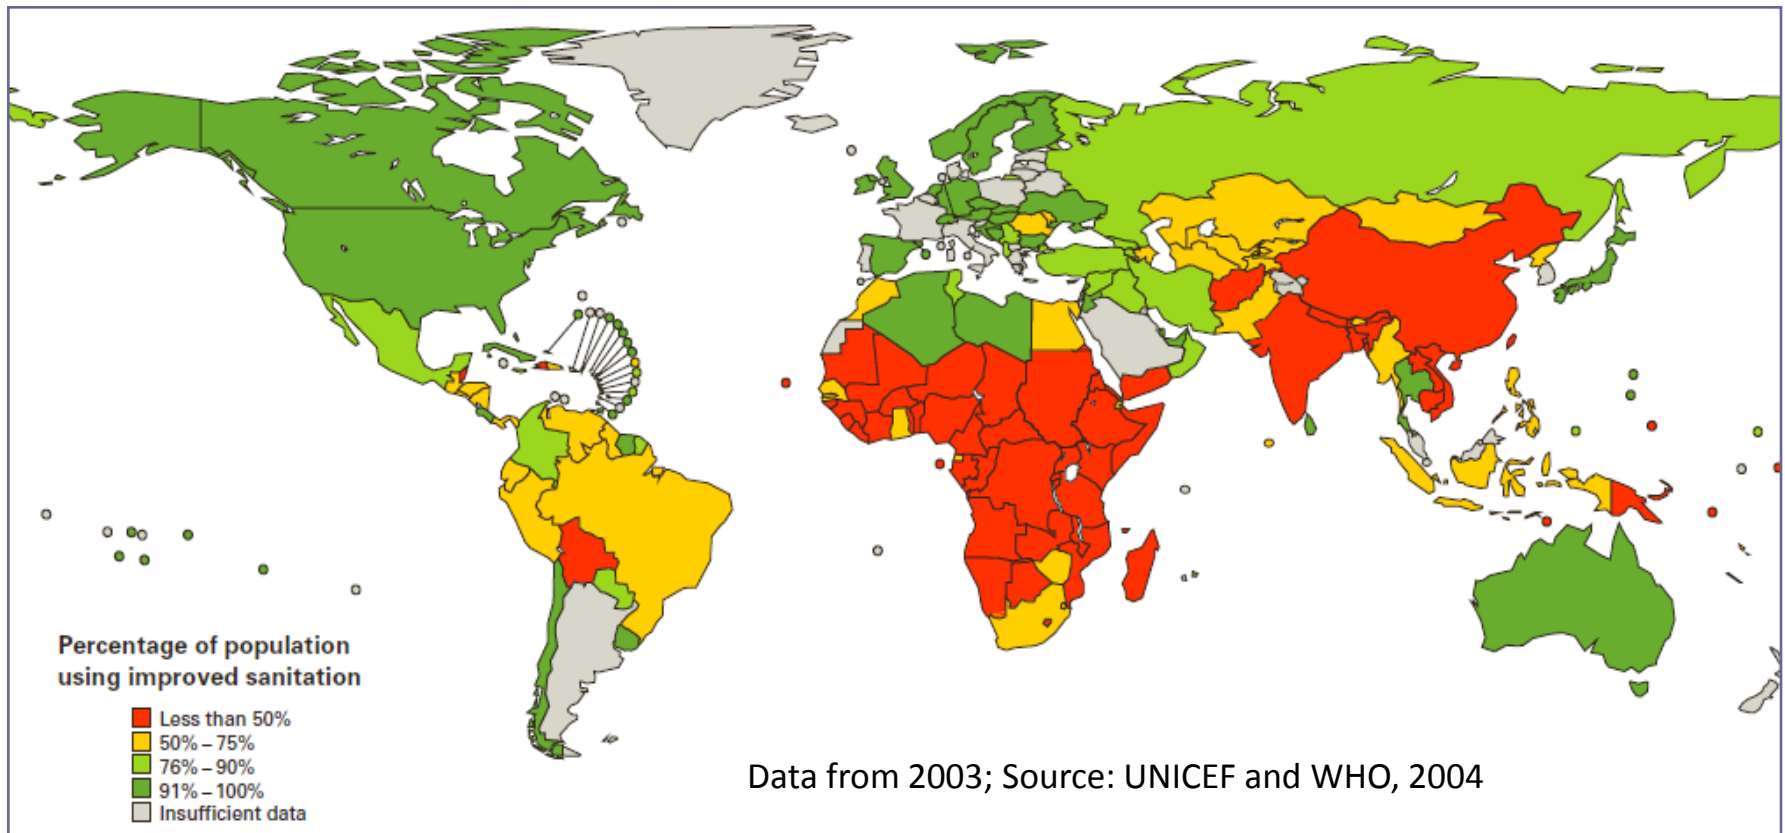 Percentage of population
using improved sanitation
Less than 50%
50% – 75%
76% – 90%
91% – 100%
Insufficient data
Data from 2003; Source: UNICEF and WHO, 2004